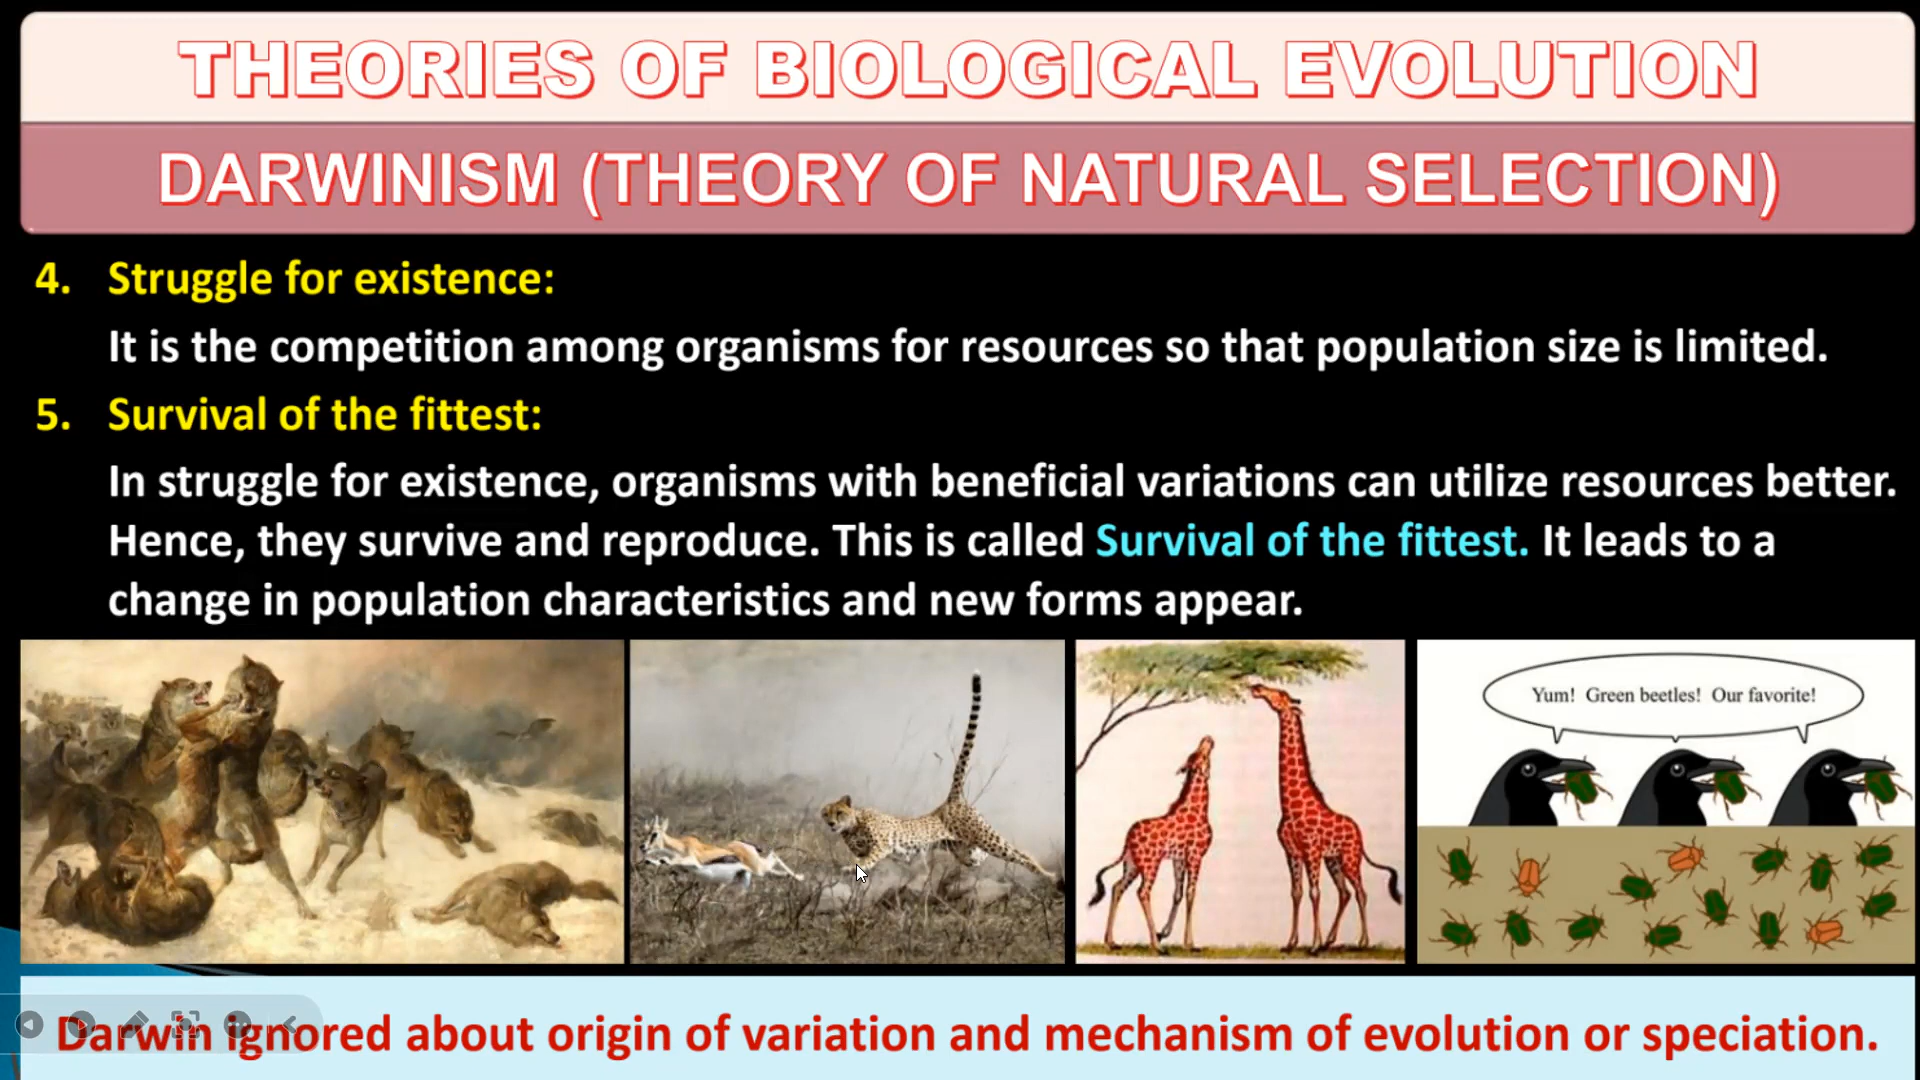 THEORIES OF BIOLOGICAL EVOLUTION
DARWINISM (THEORY OF NATURAL SELECTION)
4. Struggle for existence:
It is the competition among organisms for resources so that population size is limited.
5. Survival of the fittest:
In struggle for existence, organisms with beneficial variations can utilize resources better.
Hence, they survive and reproduce. This is called Survival of the fittest. It leads to a
change in population characteristics and new forms appear.
Yum! Green beetles! Our favorite!
Darwin ignored about origin of variation and mechanism of evolution or speciation.